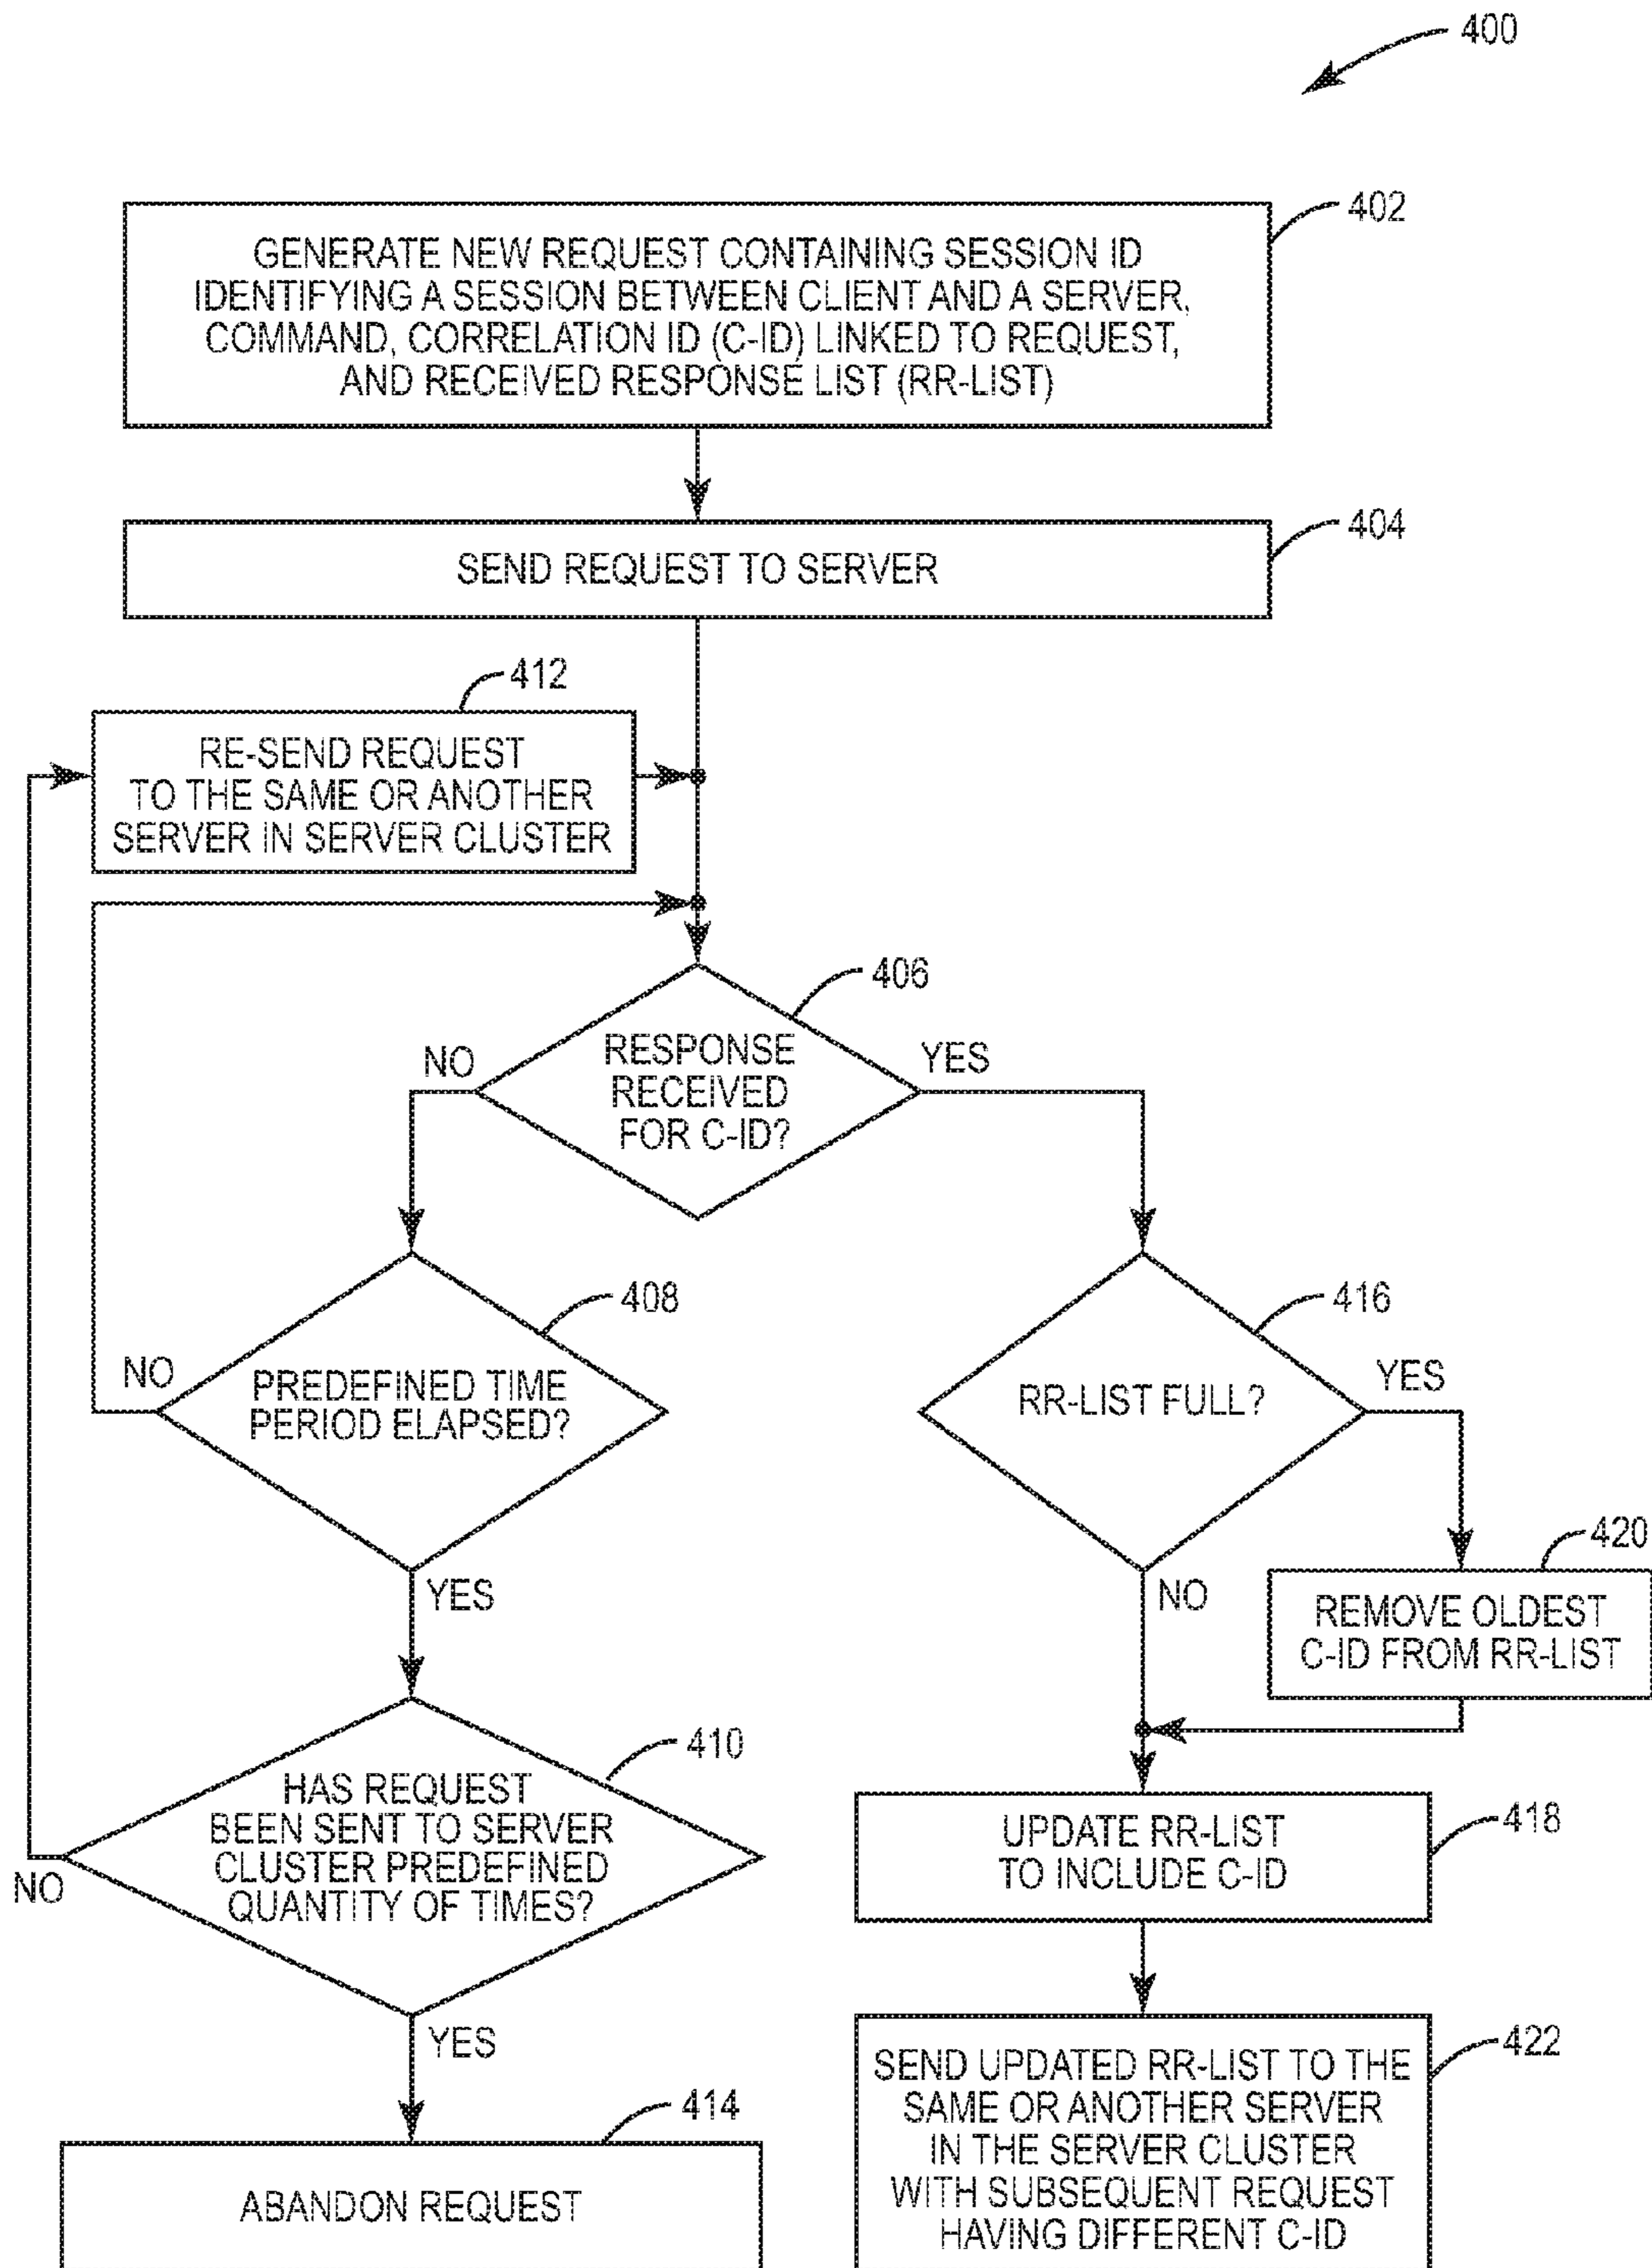 400
402
GENERATE NEW REQUEST CONTAINING SESSION ID
IDENTIFYING A SESSION BETWEEN CLIENT AND A SERVER,
COMMAND, CORRELATION ID (C-ID) LINKED TO REQUEST,
AND RECEIVED RESPONSE LIST (RR-LIST)
404
SEND REQUEST TO SERVER
412
RE-SEND REQUEST
TO THE SAME OR ANOTHER
SERVER IN SERVER CLUSTER
406
NO
RESPONSE
RECEIVED
FOR C-ID?
YES
408
NO
PREDEFINED TIME
PERIOD ELAPSED?
YES
416
RR-LIST FULL?
YES
NO
420
REMOVE OLDEST
C-ID FROM RR-LIST
410
HAS REQUEST
BEEN SENT TO SERVER
CLUSTER PREDEFINED
QUANTITY OF TIMES?
NO
YES
418
UPDATE RR-LIST
TO INCLUDE C-ID
414
ABANDON REQUEST
422
SEND UPDATED RR-LIST TO THE
SAME OR ANOTHER SERVER
IN THE SERVER CLUSTER
WITH SUBSEQUENT REQUEST
HAVING DIFFERENT C-ID